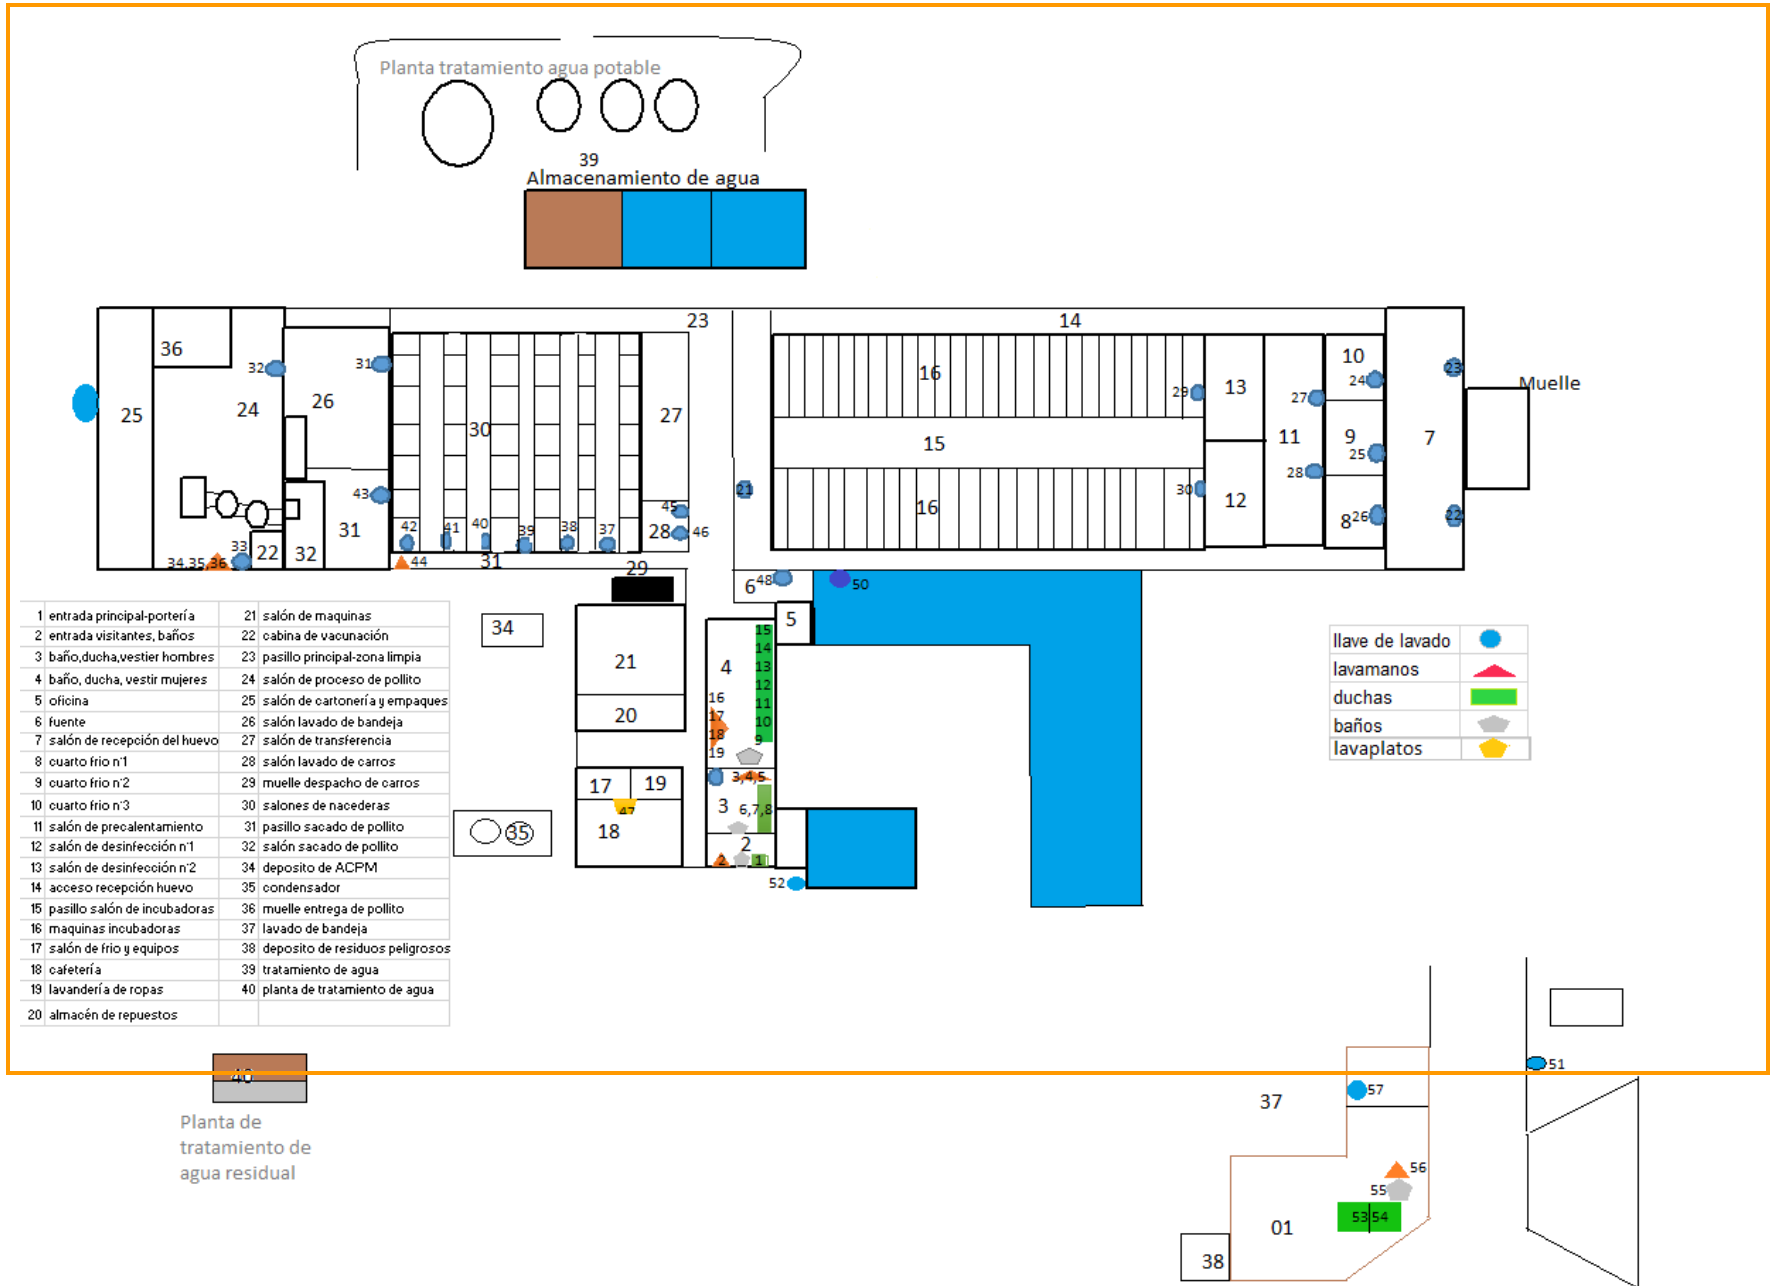 Planta tratamiento agua potable
39
Almacenamiento de agua
23
14
36
32
31
16
10
24
23
Muelle
25
24
26
30
27
29
13
27
11
9
25
7
15
28
43
21
16
30
12
8
26
22
31
42
41
40
39
38
37
45
28
46
33
22
32
34,35,36
44
31
29
6
48
50
5
34
21
20
4
15
14
13
12
11
10
9
16
17
18
19
3,4,5
3
6,7,8
2
2
1
17
19
47
18
35
52
1 entrada principal-portería 21 salón de maquinas
2 entrada visitantes, baños 22 cabina de vacunación
3 baño,ducha,vestier hombres 23 pasillo principal-zona limpia
4 baño, ducha, vestir mujeres 24 salón de proceso de pollito
5 oficina 25 salón de cartonería y empaques
6 fuente 26 salón lavado de bandeja
7 salón de recepción del huevo 27 salón de transferencia
8 cuarto frio n°1 28 salón lavado de carros
9 cuarto frio n°2 29 muelle despacho de carros
10 cuarto frio n°3 30 salones de nacederas
11 salón de precalentamiento 31 pasillo sacado de pollito
12 salón de desinfección n°1 32 salón sacado de pollito
13 salón de desinfección n°2 34 deposito de ACPM
14 acceso recepción huevo 35 condensador
15 pasillo salón de incubadoras 36 muelle entrega de pollito
16 maquinas incubadoras 37 lavado de bandeja
17 salón de frio y equipos 38 deposito de residuos peligrosos
18 cafetería 39 tratamiento de agua
19 lavandería de ropas 40 planta de tratamiento de agua
20 almacén de repuestos
llave de lavado
lavamanos
duchas
baños
lavaplatos
40
Planta de
tratamiento de
agua residual
51
57
37
56
55
53 54
01
38